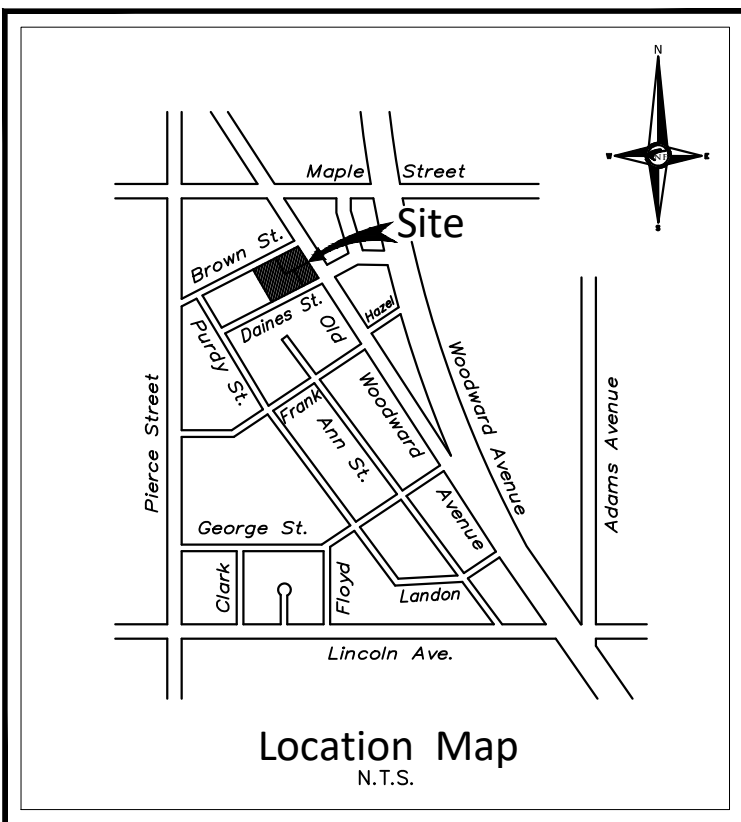 N
W
E
NF
S
Maple Street
Site
Brown St.
Daines St.
Hazel
Old
Purdy St.
Woodward
Woodward Avenue
Frank
Ann St.
Pierce Street
Adams Avenue
Avenue
George St.
Clark
Floyd
Landon
Lincoln Ave.
Location Map
N.T.S.